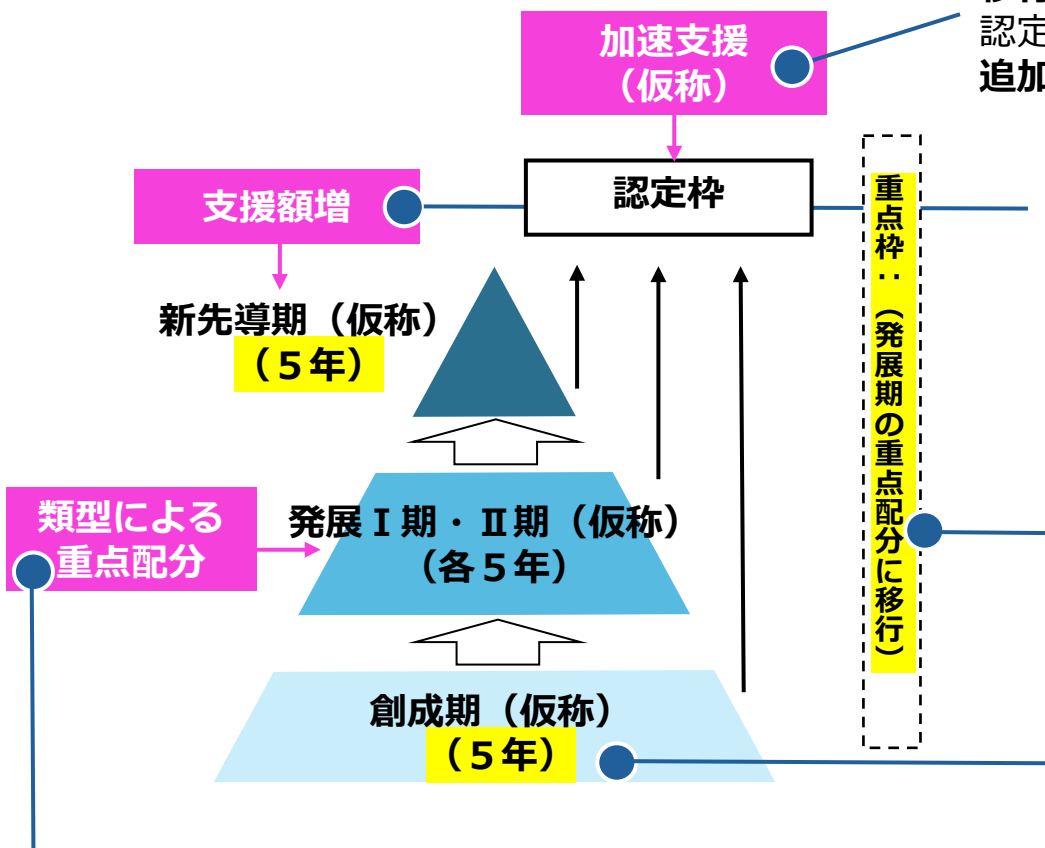 認定
追加
加速支援
（仮称）
認定枠
支援額増
新先導期（仮称）
（５年）
重点枠：（発展期の重点配分に移行）
類型による
重点配分
発展Ⅰ期・Ⅱ期（仮称）
（各５年）
創成期（仮称）
（５年）